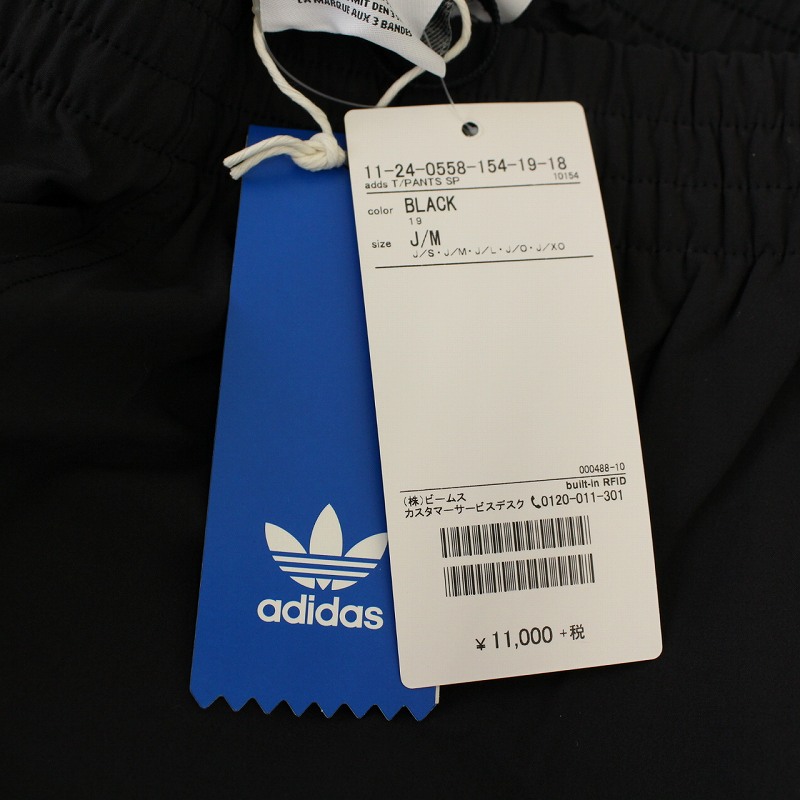 LA MARQUE AUX 3 BANDES
11-24-0558-154-19-18
adds T/PANTS SP 10154
color BLACK
19
size J/M
J/S・J/M・J/L・J/O・J/XO
000488-10
built-in RFID
(株)ビームス
カスタマーサービスデスク 0120-011-301
¥ 11,000 +税
adidas